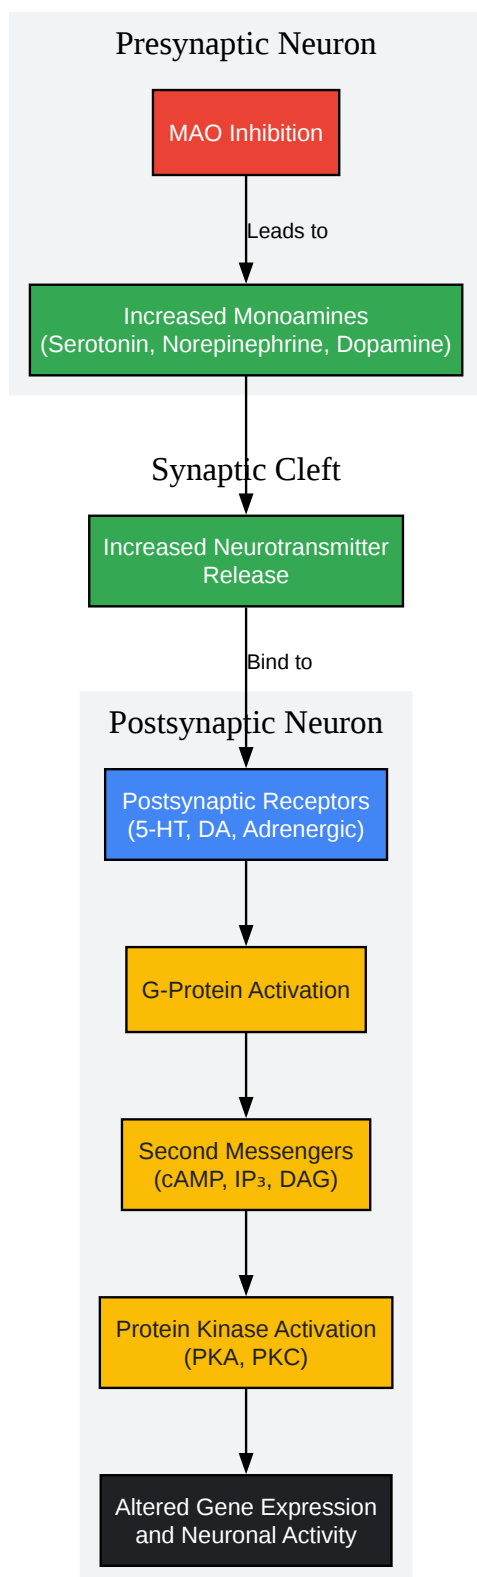 Presynaptic Neuron
MAO Inhibition
Leads to
Increased Monoamines
(Serotonin, Norepinephrine, Dopamine)
Synaptic Cleft
Increased Neurotransmitter
Release
Bind to
Postsynaptic Neuron
Postsynaptic Receptors
(5-HT, DA, Adrenergic)
G-Protein Activation
Second Messengers
(cAMP, IP₃, DAG)
Protein Kinase Activation
(PKA, PKC)
Altered Gene Expression
and Neuronal Activity